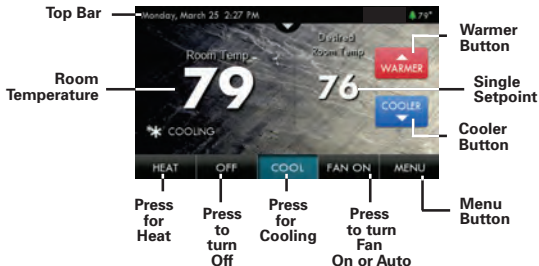 Top Bar
Monday, March 25 2:27 PM
79°
Desired
Room Temp
Room Temp
79
76
WARMER
COOLER
COOLING
HEAT
OFF
COOL
FAN ON
MENU
Warmer
Button
Room
Temperature
Single
Setpoint
Cooler
Button
Press
for
Heat
Press
to
turn
Off
Press
for
Cooling
Press
to turn
Fan
On or Auto
Menu
Button